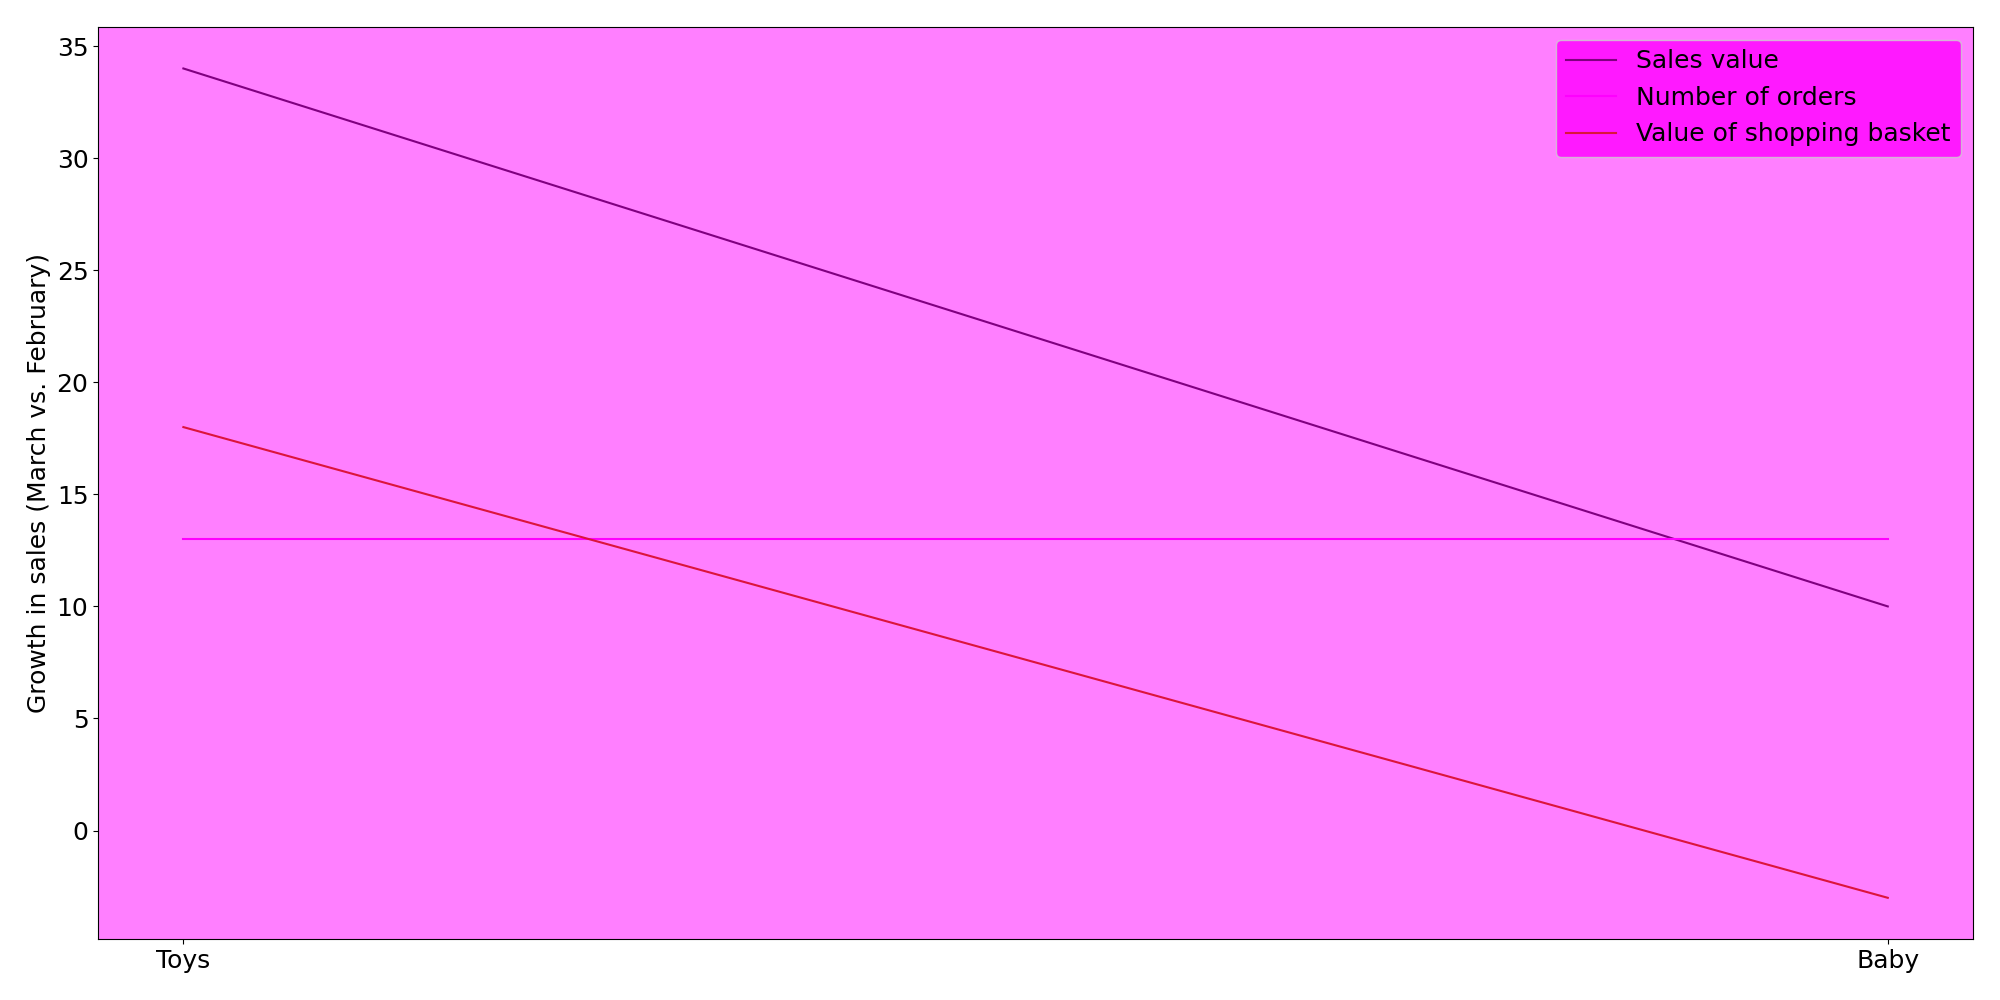 Growth in sales (March vs. February)
35
30
25
20
15
10
5
0
Sales value
Number of orders
Value of shopping basket
Toys
Baby